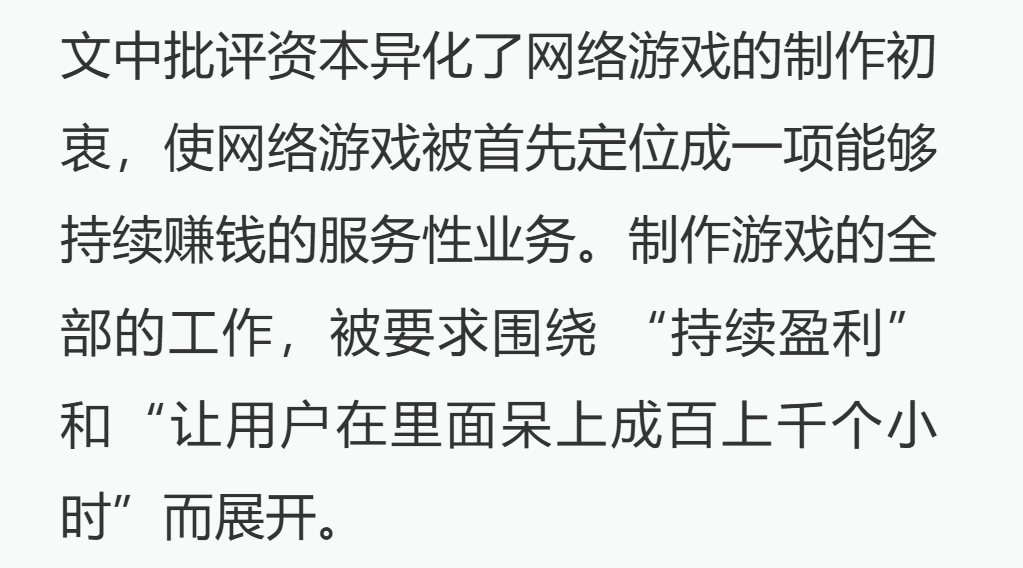 文中批评资本异化了网络游戏的制作初
衷，使网络游戏被首先定位成一项能够
持续赚钱的服务性业务。制作游戏的全
部的工作，被要求围绕 “持续盈利”
和“让用户在里面呆上成百上千个小
时”而展开。